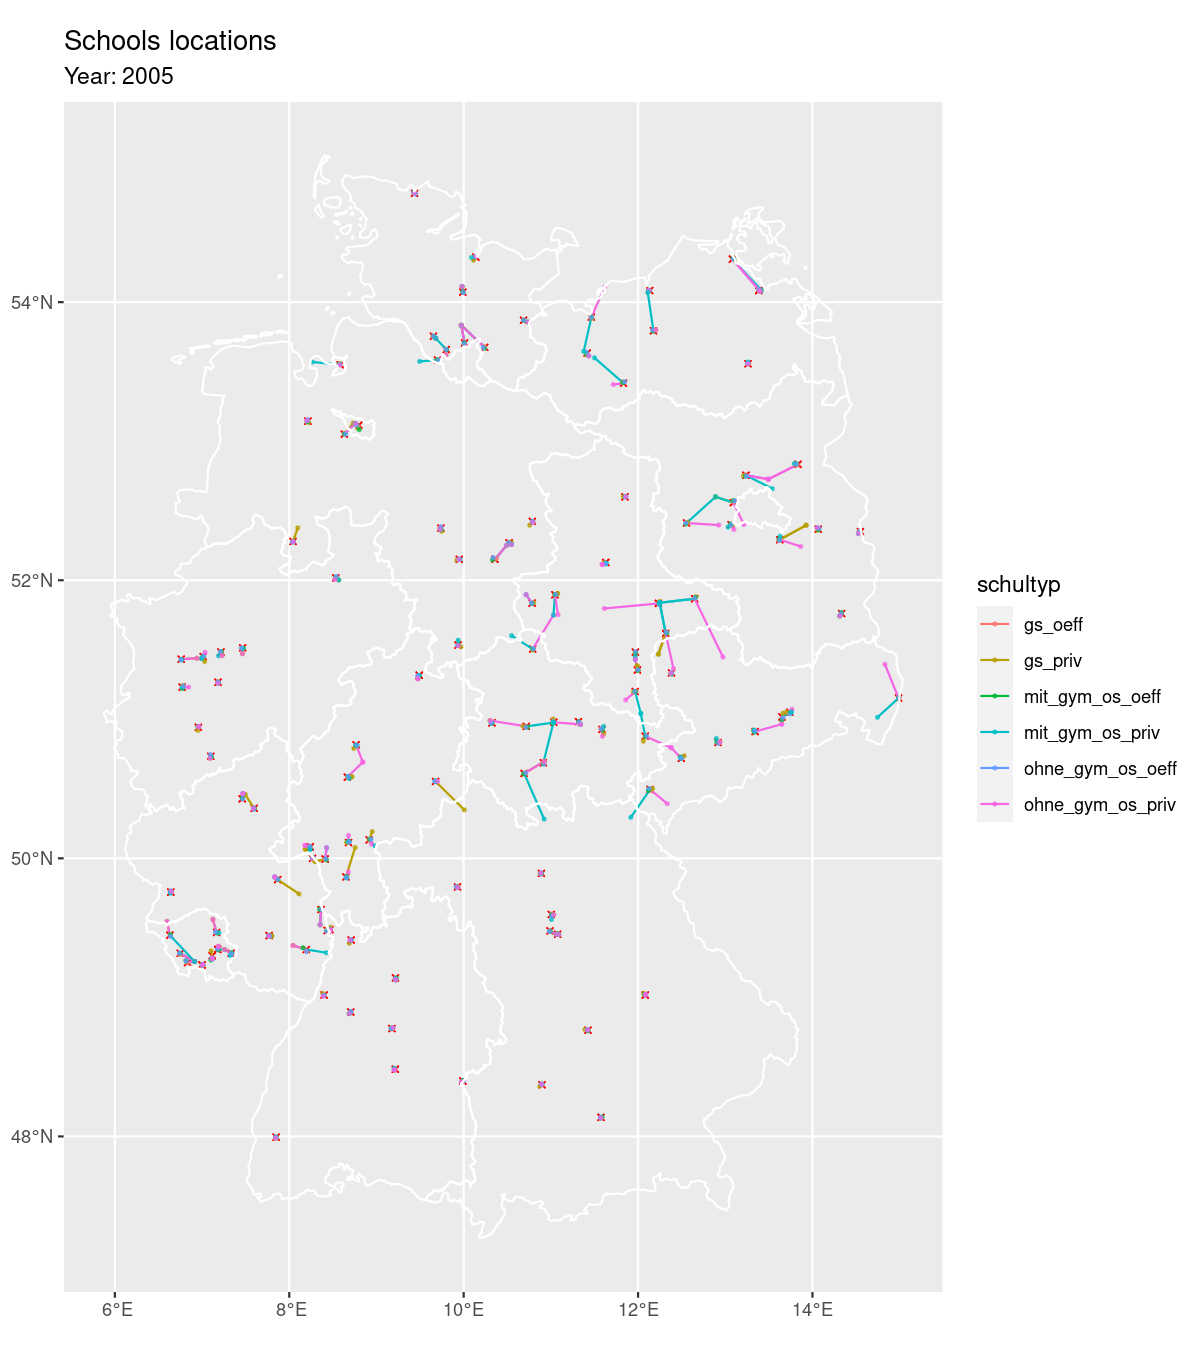 Schools locations
Year: 2005
54°N
52°N
50°N
48°N
6°E
8°E
10°E
12°E
14°E
schultyp
gs_oeff
gs_priv
mit_gym_os_oeff
mit_gym_os_priv
ohne_gym_os_oeff
ohne_gym_os_priv